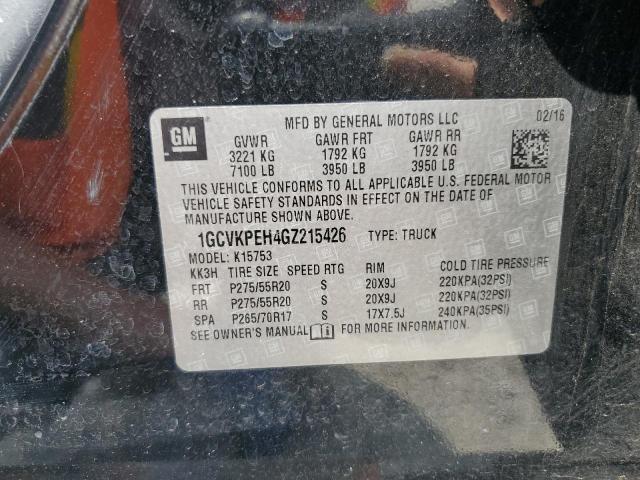 GM
MFD BY GENERAL MOTORS LLC 02/16
GVWR GAWR FRT GAWR RR
3221 KG 1792 KG 1792 KG
7100 LB 3950 LB 3950 LB
THIS VEHICLE CONFORMS TO ALL APPLICABLE U.S. FEDERAL MOTOR
VEHICLE SAFETY STANDARDS IN EFFECT ON THE DATE OF
MANUFACTURE SHOWN ABOVE.
1GCVKPEH4GZ215426 TYPE: TRUCK
MODEL: K15753
KK3H TIRE SIZE SPEED RTG RIM COLD TIRE PRESSURE
FRT P275/55R20 S 20X9J 220KPA(32PSI)
RR P275/55R20 S 20X9J 220KPA(32PSI)
SPA P265/70R17 S 17X7.5J 240KPA(35PSI)
SEE OWNER'S MANUAL FOR MORE INFORMATION.